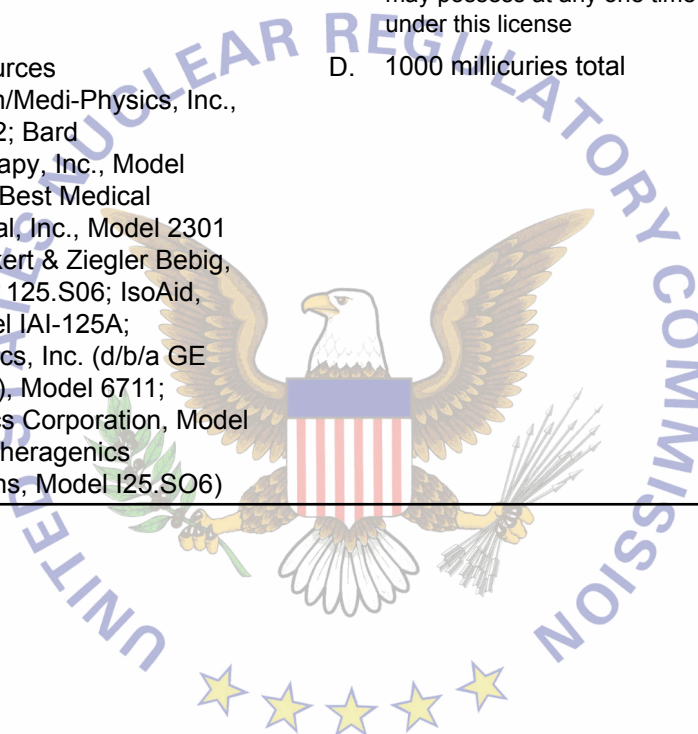 may possess at any one time
under this license
urces
D. 1000 millicuries total
n/Medi-Physics, Inc.,
2; Bard
apy, Inc., Model
Best Medical
al, Inc., Model 2301
kert & Ziegler Bebig,
125.S06; IsoAid,
el IAI-125A;
cs, Inc. (d/b/a GE
), Model 6711;
cs Corporation, Model
heragenics
ns, Model I25.SO6)
UNITED STATES NUCLEAR REGULATORY COMMISSION